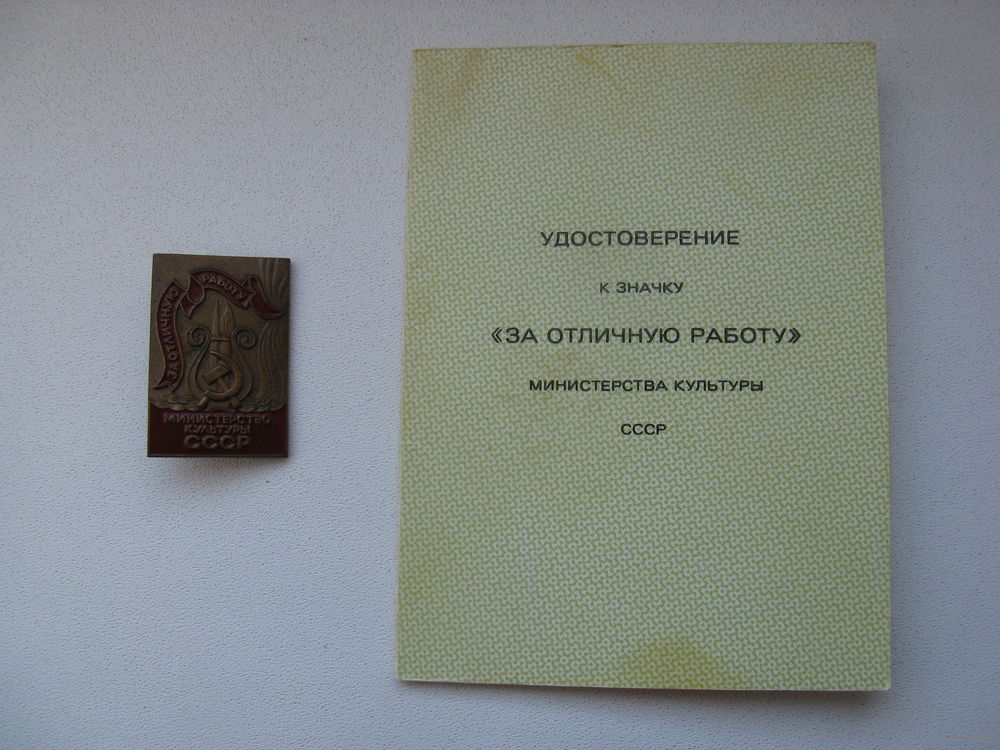 ЗА ОТЛИЧНУЮ РАБОТУ
МИНИСТЕРСТВО
КУЛЬТУРЫ
СССР
УДОСТОВЕРЕНИЕ
К ЗНАЧКУ
«ЗА ОТЛИЧНУЮ РАБОТУ»
МИНИСТЕРСТВА КУЛЬТУРЫ
СССР